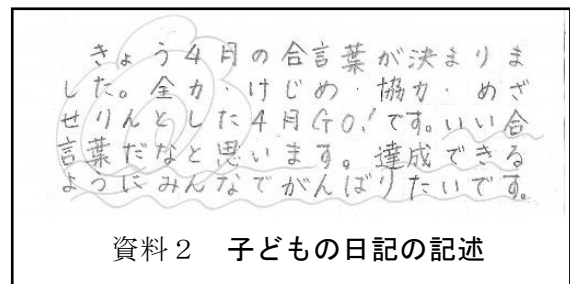 きょう4月の合言葉が決まりま
した。全力・けじめ・協力・めざ
せりんとした4月GO!です。いい合
言葉だなと思います。達成できる
ようにみんなでがんばりたいです。
資料2 子どもの日記の記述